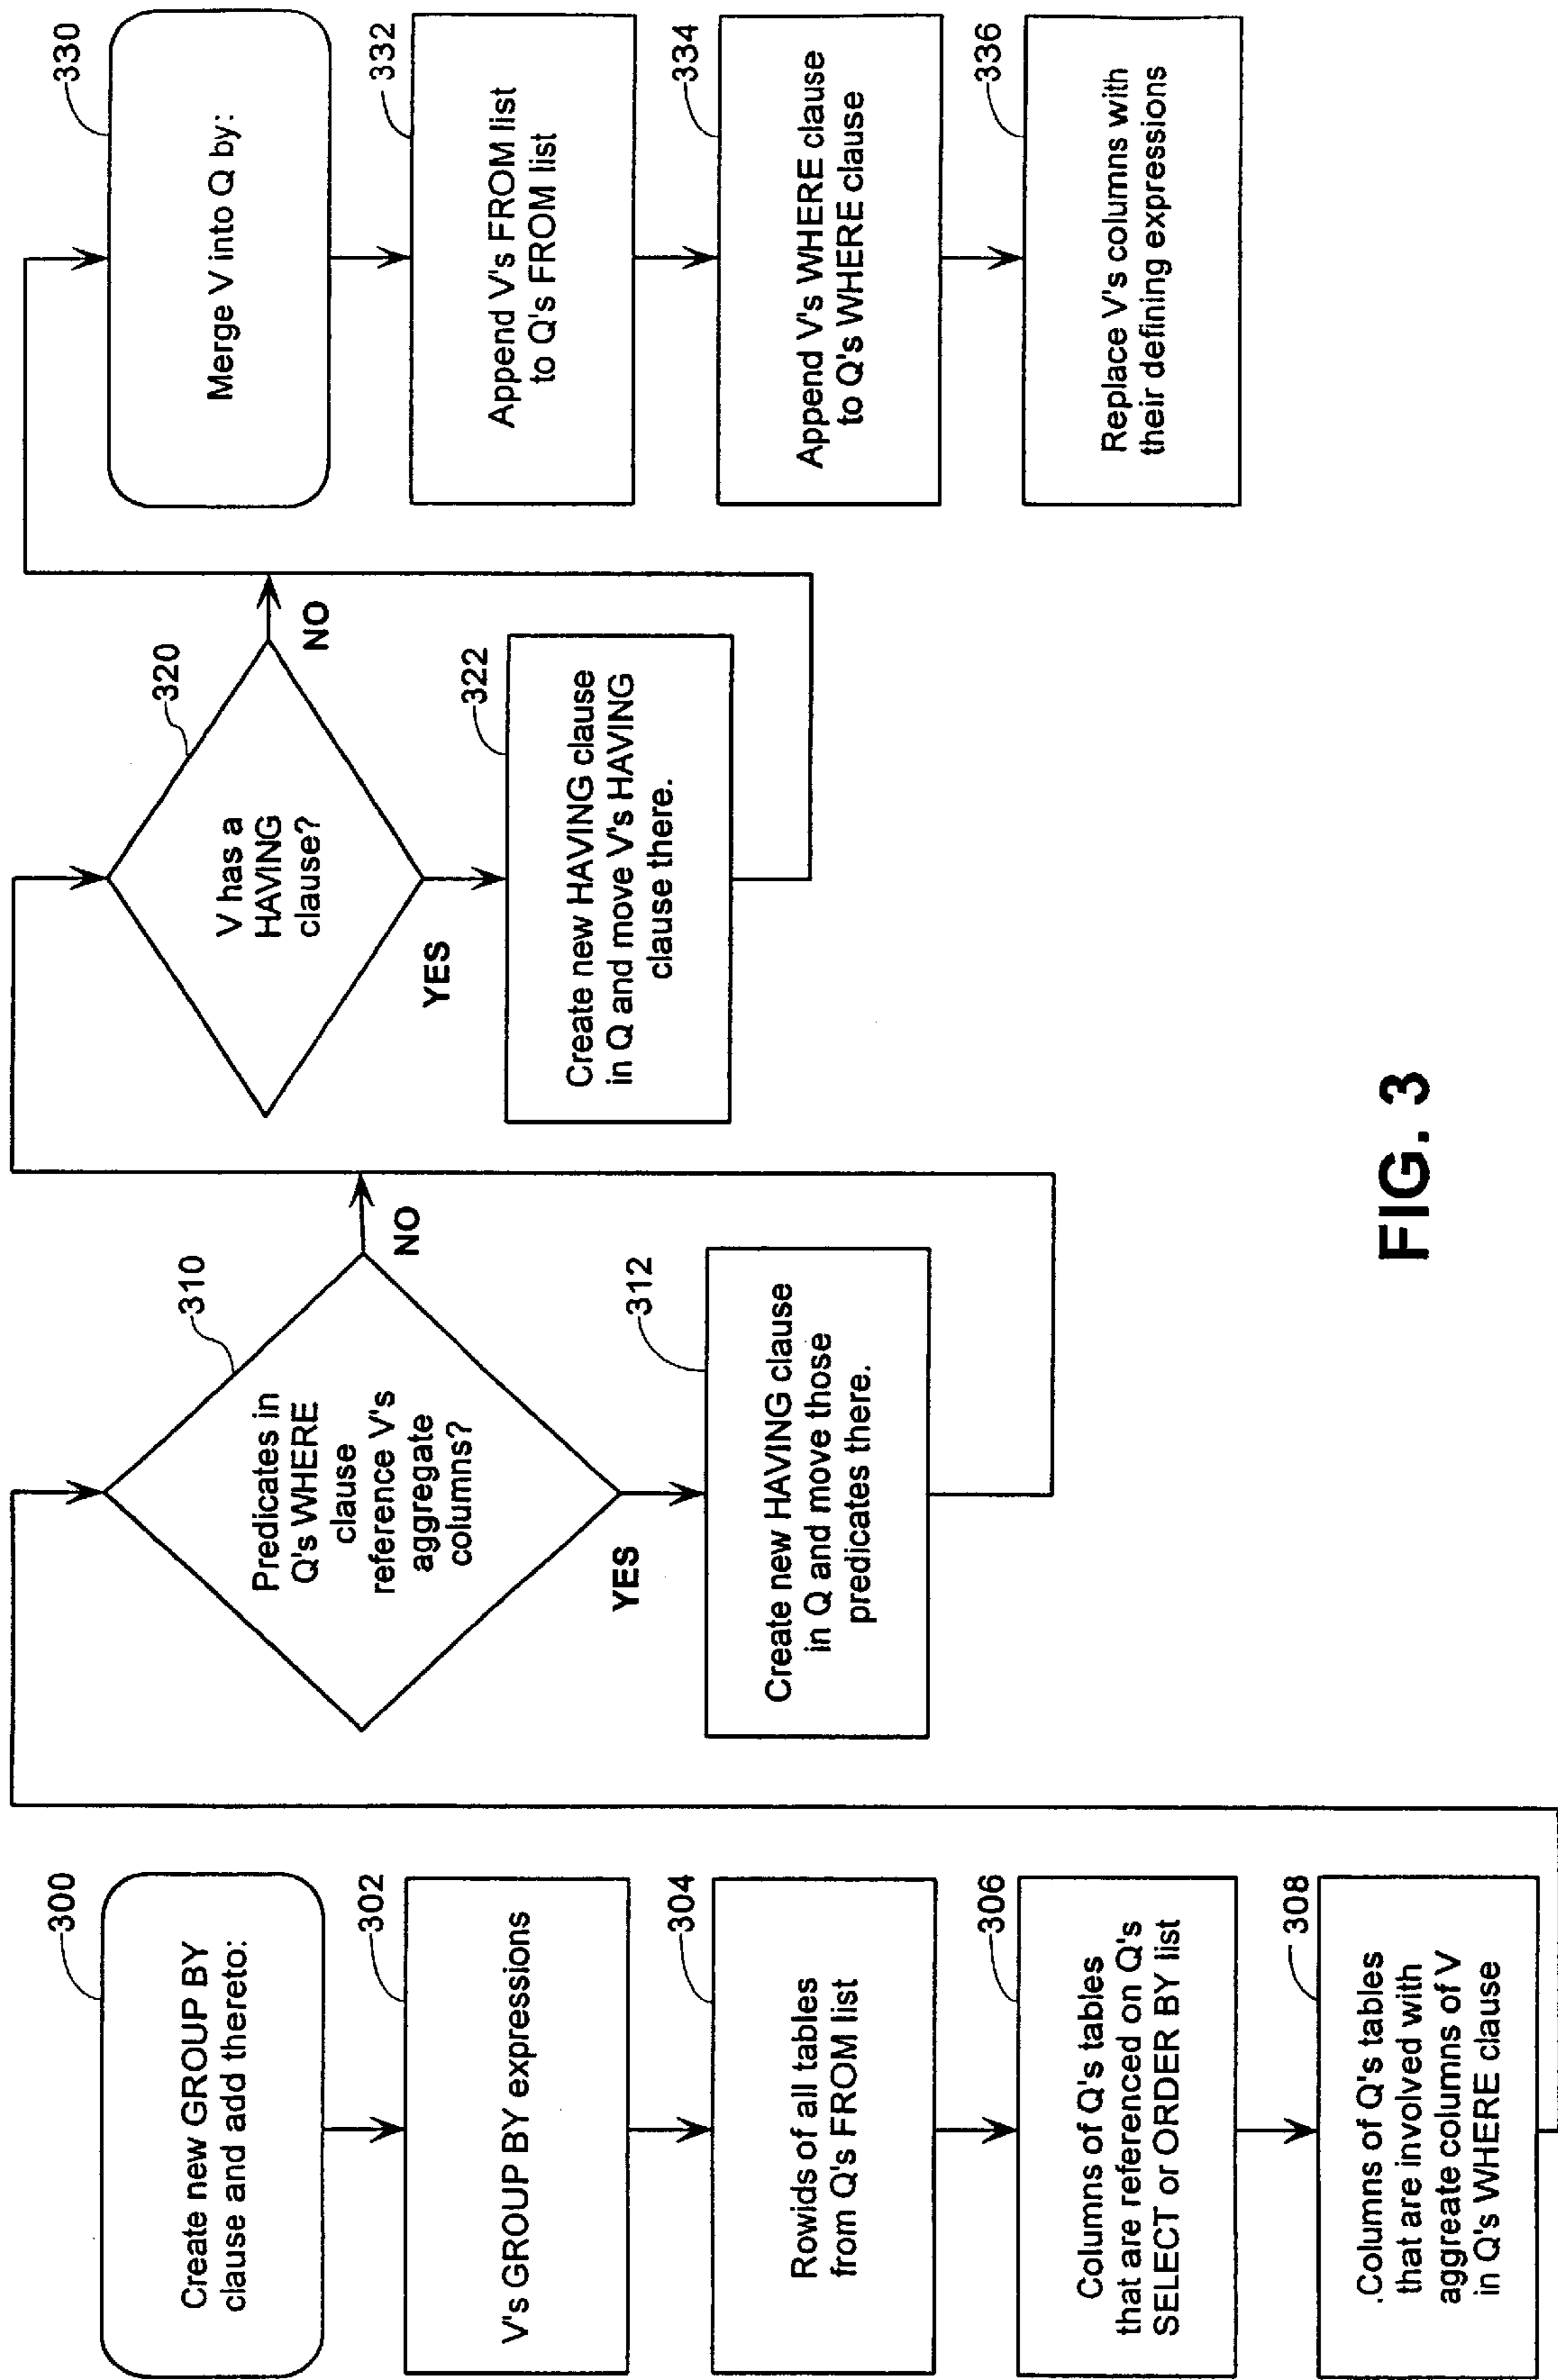 300
Create new GROUP BY
clause and add thereto:
302
V's GROUP BY expressions
304
Rowids of all tables
from Q's FROM list
306
Columns of Q's tables
that are referenced on Q's
SELECT or ORDER BY list
308
.Columns of Q's tables
that are involved with
aggreate columns of V
in Q's WHERE clause
310
Predicates in
Q's WHERE
clause
reference V's
aggregate
columns?
NO
YES
312
Create new HAVING clause
in Q and move those
predicates there.
320
V has a
HAVING
clause?
NO
YES
322
Create new HAVING clause
in Q and move V's HAVING
clause there.
330
Merge V into Q by:
332
Append V's FROM list
to Q's FROM list
334
Append V's WHERE clause
to Q's WHERE clause
336
Replace V's columns with
their defining expressions
FIG. 3